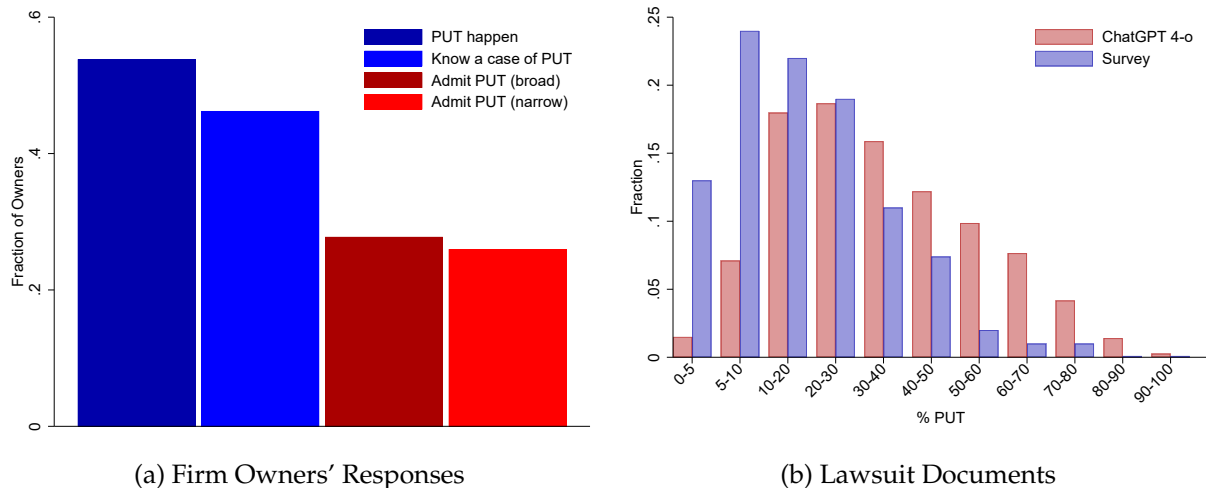 .6
.4
.2
0
Fraction of Owners
PUT happen
Know a case of PUT
Admit PUT (broad)
Admit PUT (narrow)
(a) Firm Owners’ Responses
.25
.2
.15
.1
.05
0
Fraction
ChatGPT 4-o
Survey
0-5
5-10
10-20
20-30
30-40
40-50
50-60
60-70
70-80
80-90
90-100
% PUT
(b) Lawsuit Documents